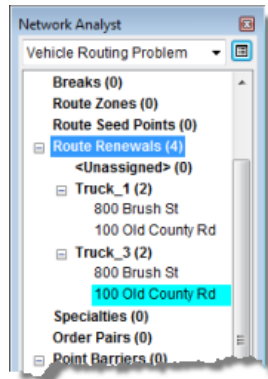 Network Analyst
Vehicle Routing Problem
Breaks (0)
Route Zones (0)
Route Seed Points (0)
Route Renewals (4)
<Unassigned> (0)
Truck_1 (2)
800 Brush St
100 Old County Rd
Truck_3 (2)
800 Brush St
100 Old County Rd
Specialties (0)
Order Pairs (0)
Point Barriers (0)